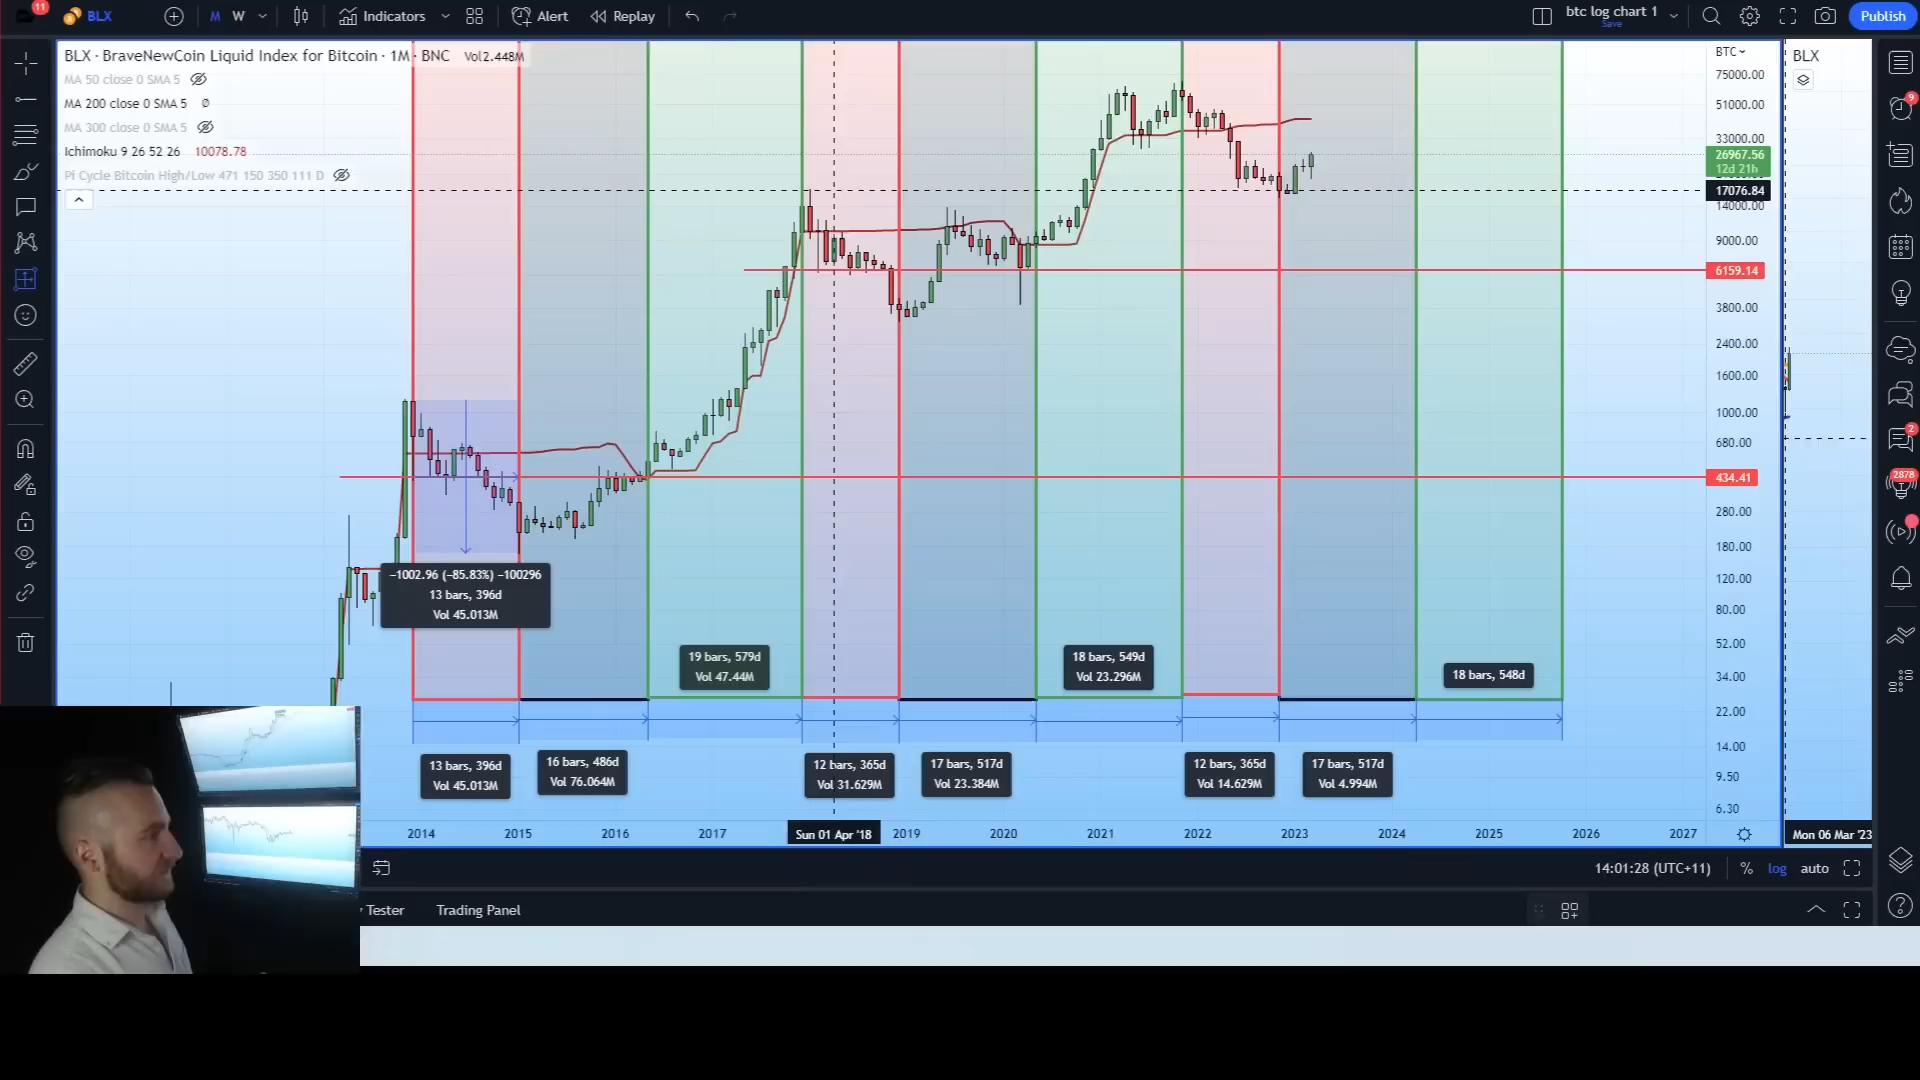 11
BLX
M W
Indicators
Alert
Replay
btc log chart 1
Save
Publish
BLX · BraveNewCoin Liquid Index for Bitcoin · 1M · BNC Vol2.448M
MA 50 close 0 SMA 5
MA 200 close 0 SMA 5
MA 300 close 0 SMA 5
Ichimoku 9 26 52 26 10078.78
Pi Cycle Bitcoin High/Low 471 150 350 111 D
BTC
75000.00
51000.00
33000.00
26967.56
12d 21h
17076.84
14000.00
9000.00
6159.14
3800.00
2400.00
1600.00
1000.00
680.00
434.41
280.00
180.00
120.00
80.00
52.00
34.00
22.00
14.00
9.50
6.30
BLX
9
2
2878
−1002.96 (−85.83%) −100296
13 bars, 396d
Vol 45.013M
19 bars, 579d
Vol 47.44M
18 bars, 549d
Vol 23.296M
18 bars, 548d
13 bars, 396d
Vol 45.013M
16 bars, 486d
Vol 76.064M
12 bars, 365d
Vol 31.629M
17 bars, 517d
Vol 23.384M
12 bars, 365d
Vol 14.629M
17 bars, 517d
Vol 4.994M
2014 2015 2016 2017 Sun 01 Apr '18 2019 2020 2021 2022 2023 2024 2025 2026 2027
Mon 06 Mar '23
14:01:28 (UTC+11) % log auto
Tester Trading Panel